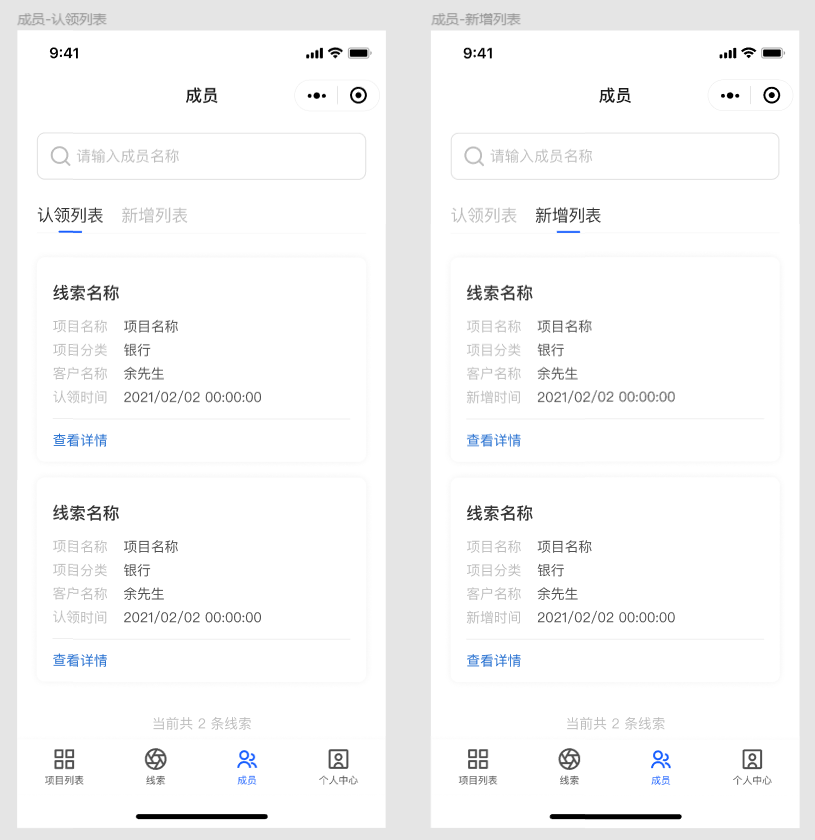 成员-认领列表
9:41
成员
请输入成员名称
认领列表 新增列表
线索名称
项目名称 项目名称
项目分类 银行
客户名称 余先生
认领时间 2021/02/02 00:00:00
查看详情
线索名称
项目名称 项目名称
项目分类 银行
客户名称 余先生
认领时间 2021/02/02 00:00:00
查看详情
当前共 2 条线索
项目列表 线索 成员 个人中心
成员-新增列表
9:41
成员
请输入成员名称
认领列表 新增列表
线索名称
项目名称 项目名称
项目分类 银行
客户名称 余先生
新增时间 2021/02/02 00:00:00
查看详情
线索名称
项目名称 项目名称
项目分类 银行
客户名称 余先生
新增时间 2021/02/02 00:00:00
查看详情
当前共 2 条线索
项目列表 线索 成员 个人中心